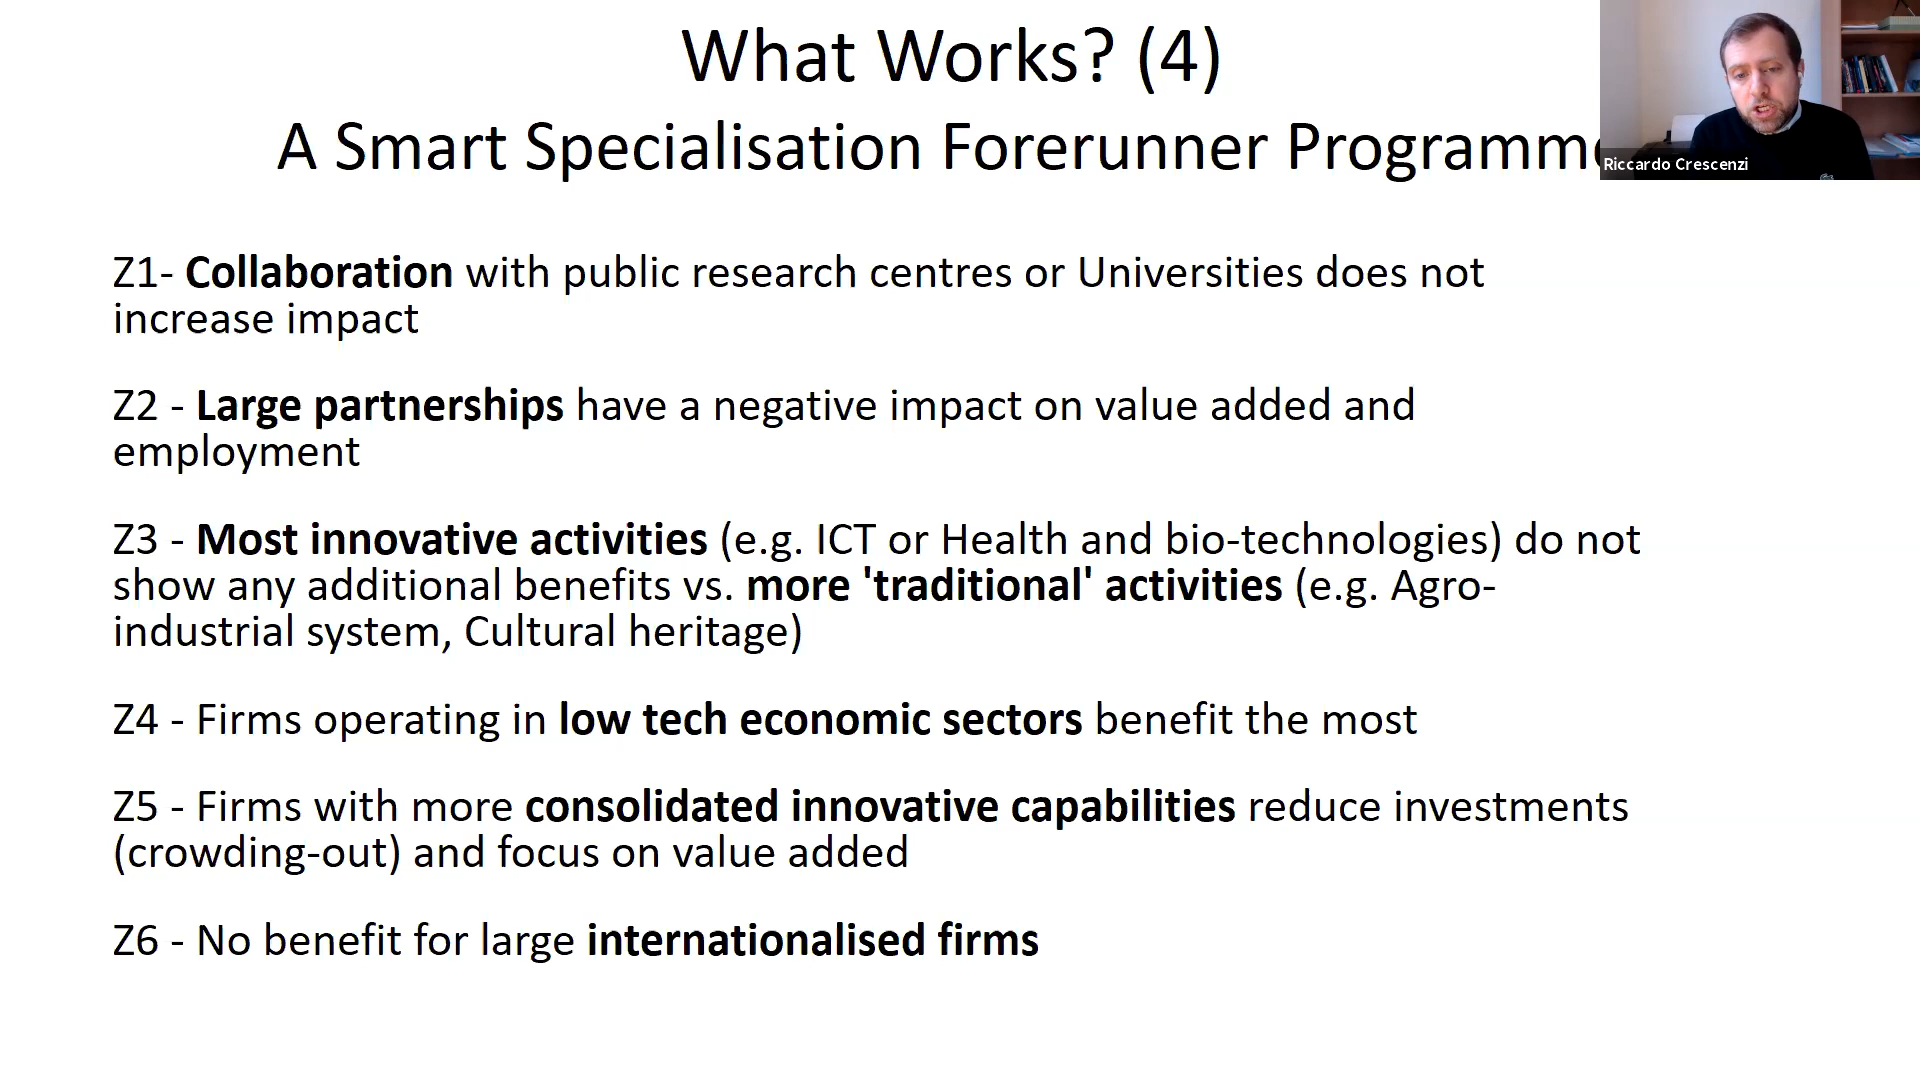 What Works? (4)
A Smart Specialisation Forerunner Programme
Riccardo Crescenzi
Z1- Collaboration with public research centres or Universities does not
increase impact
Z2 - Large partnerships have a negative impact on value added and
employment
Z3 - Most innovative activities (e.g. ICT or Health and bio-technologies) do not
show any additional benefits vs. more 'traditional' activities (e.g. Agro-
industrial system, Cultural heritage)
Z4 - Firms operating in low tech economic sectors benefit the most
Z5 - Firms with more consolidated innovative capabilities reduce investments
(crowding-out) and focus on value added
Z6 - No benefit for large internationalised firms